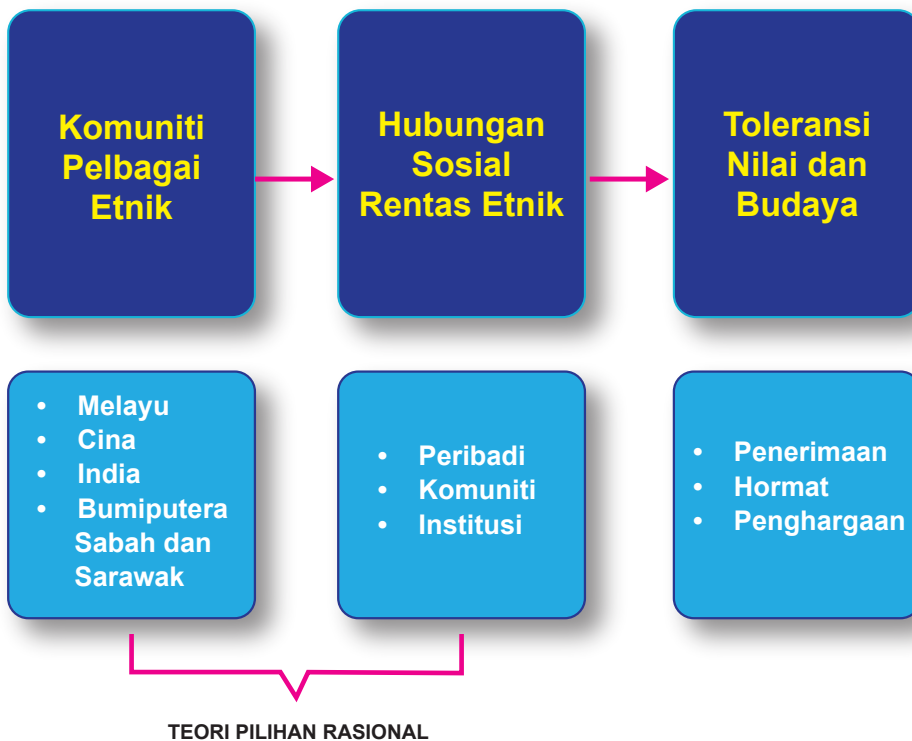 Komuniti
Pelbagai
Etnik
Hubungan
Sosial
Rentas Etnik
Toleransi
Nilai dan
Budaya
• Melayu
• Cina
• India
• Bumiputera
Sabah dan
Sarawak
• Peribadi
• Komuniti
• Institusi
• Penerimaan
• Hormat
• Penghargaan
TEORI PILIHAN RASIONAL